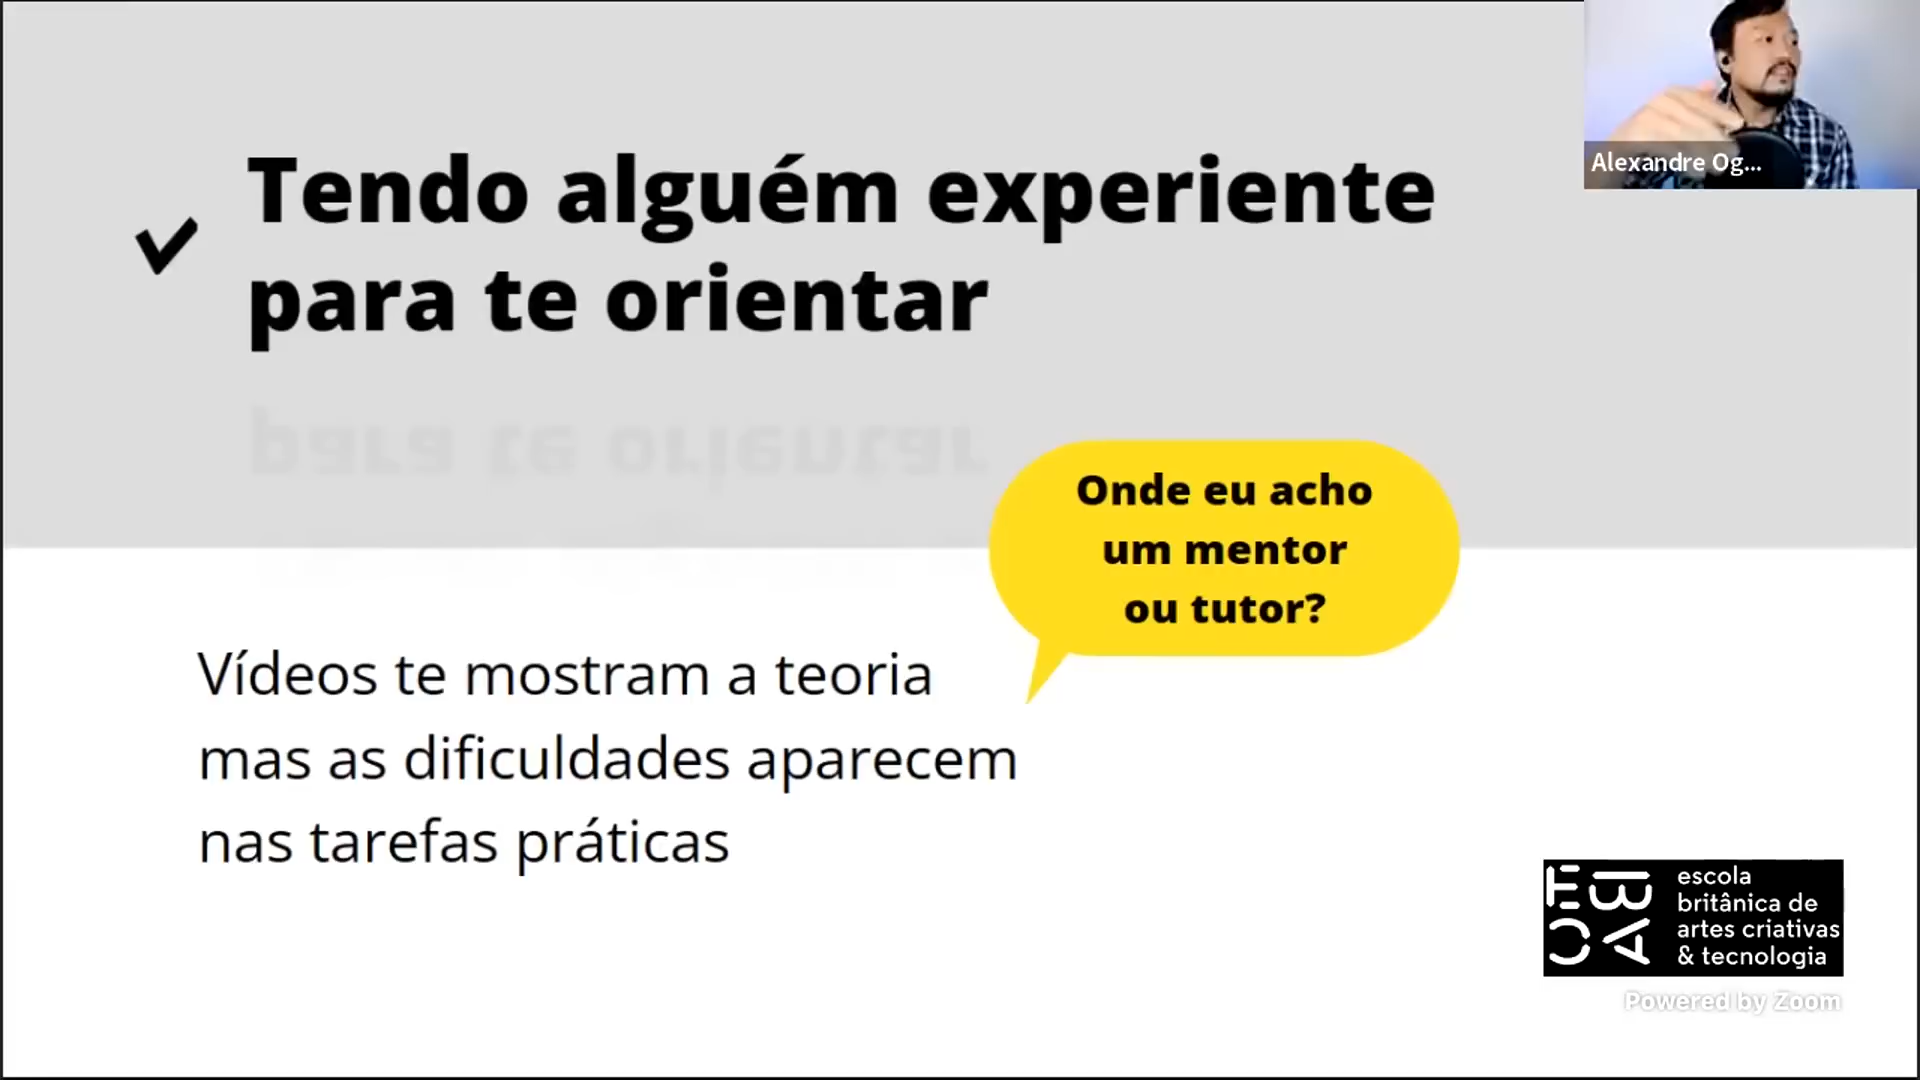 Tendo alguém experiente
para te orientar
Onde eu acho
um mentor
ou tutor?
Vídeos te mostram a teoria
mas as dificuldades aparecem
nas tarefas práticas
Alexandre Og...
EBAC
escola
britânica de
artes criativas
& tecnologia
Powered by Zoom